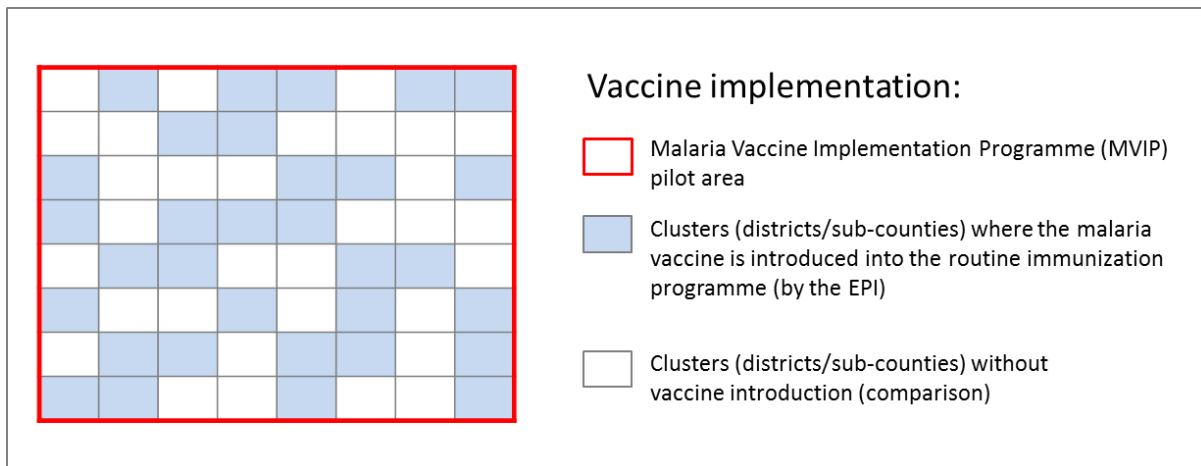 Vaccine implementation:
Malaria Vaccine Implementation Programme (MVIP)
pilot area
Clusters (districts/sub-counties) where the malaria
vaccine is introduced into the routine immunization
programme (by the EPI)
Clusters (districts/sub-counties) without
vaccine introduction (comparison)